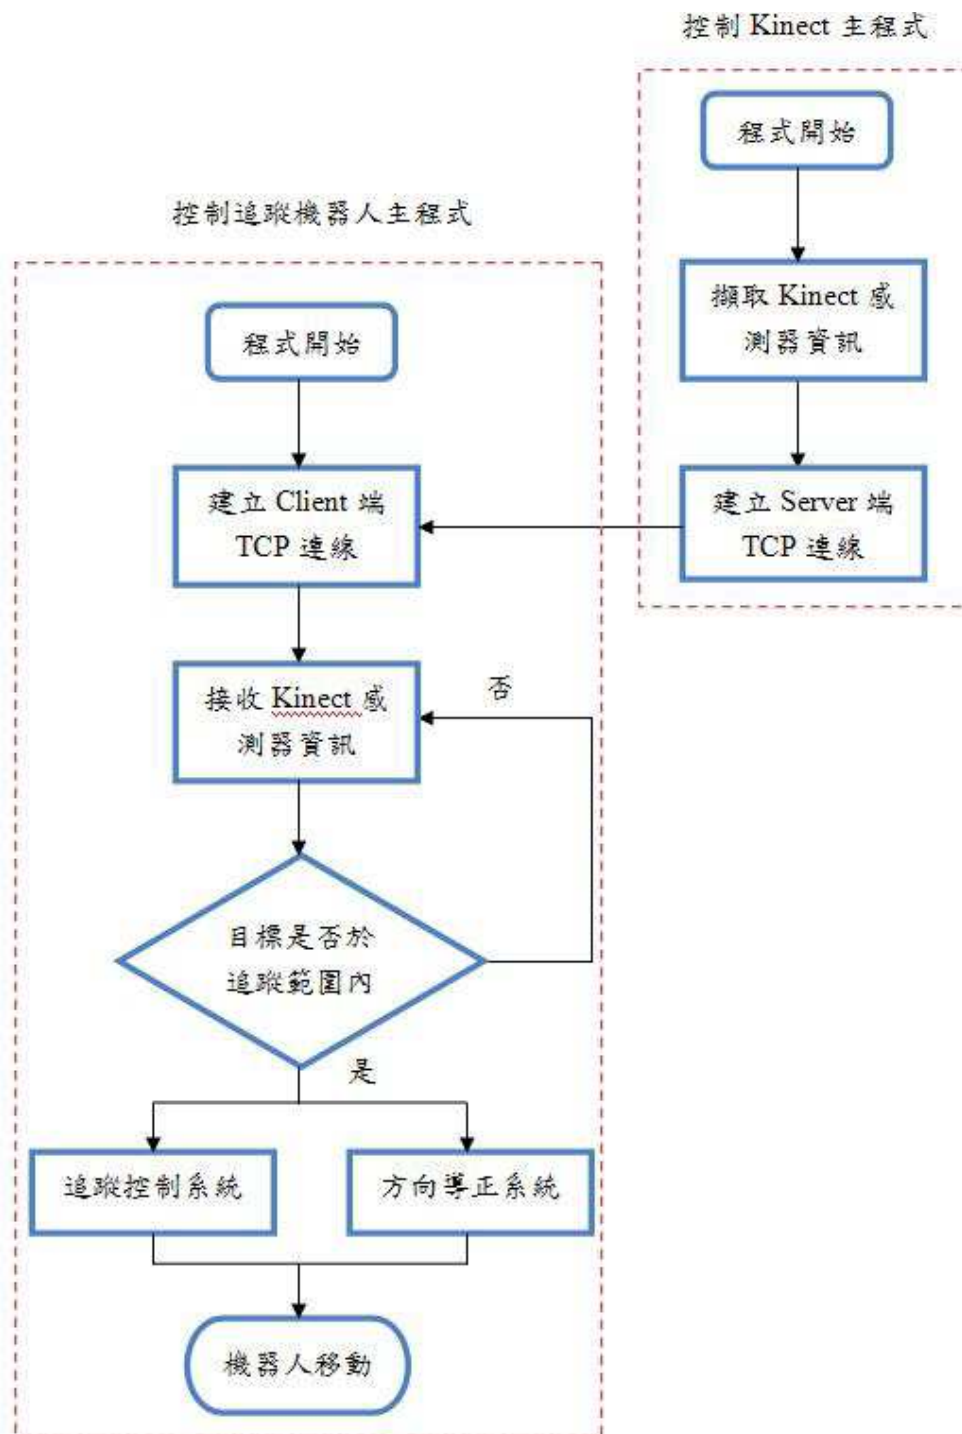 控制 Kinect 主程式
程式開始
擷取 Kinect 感
測器資訊
建立 Server 端
TCP 連線
控制追蹤機器人主程式
程式開始
建立 Client 端
TCP 連線
接收 Kinect 感
測器資訊
否
目標是否於
追蹤範圍內
是
追蹤控制系統
方向導正系統
機器人移動